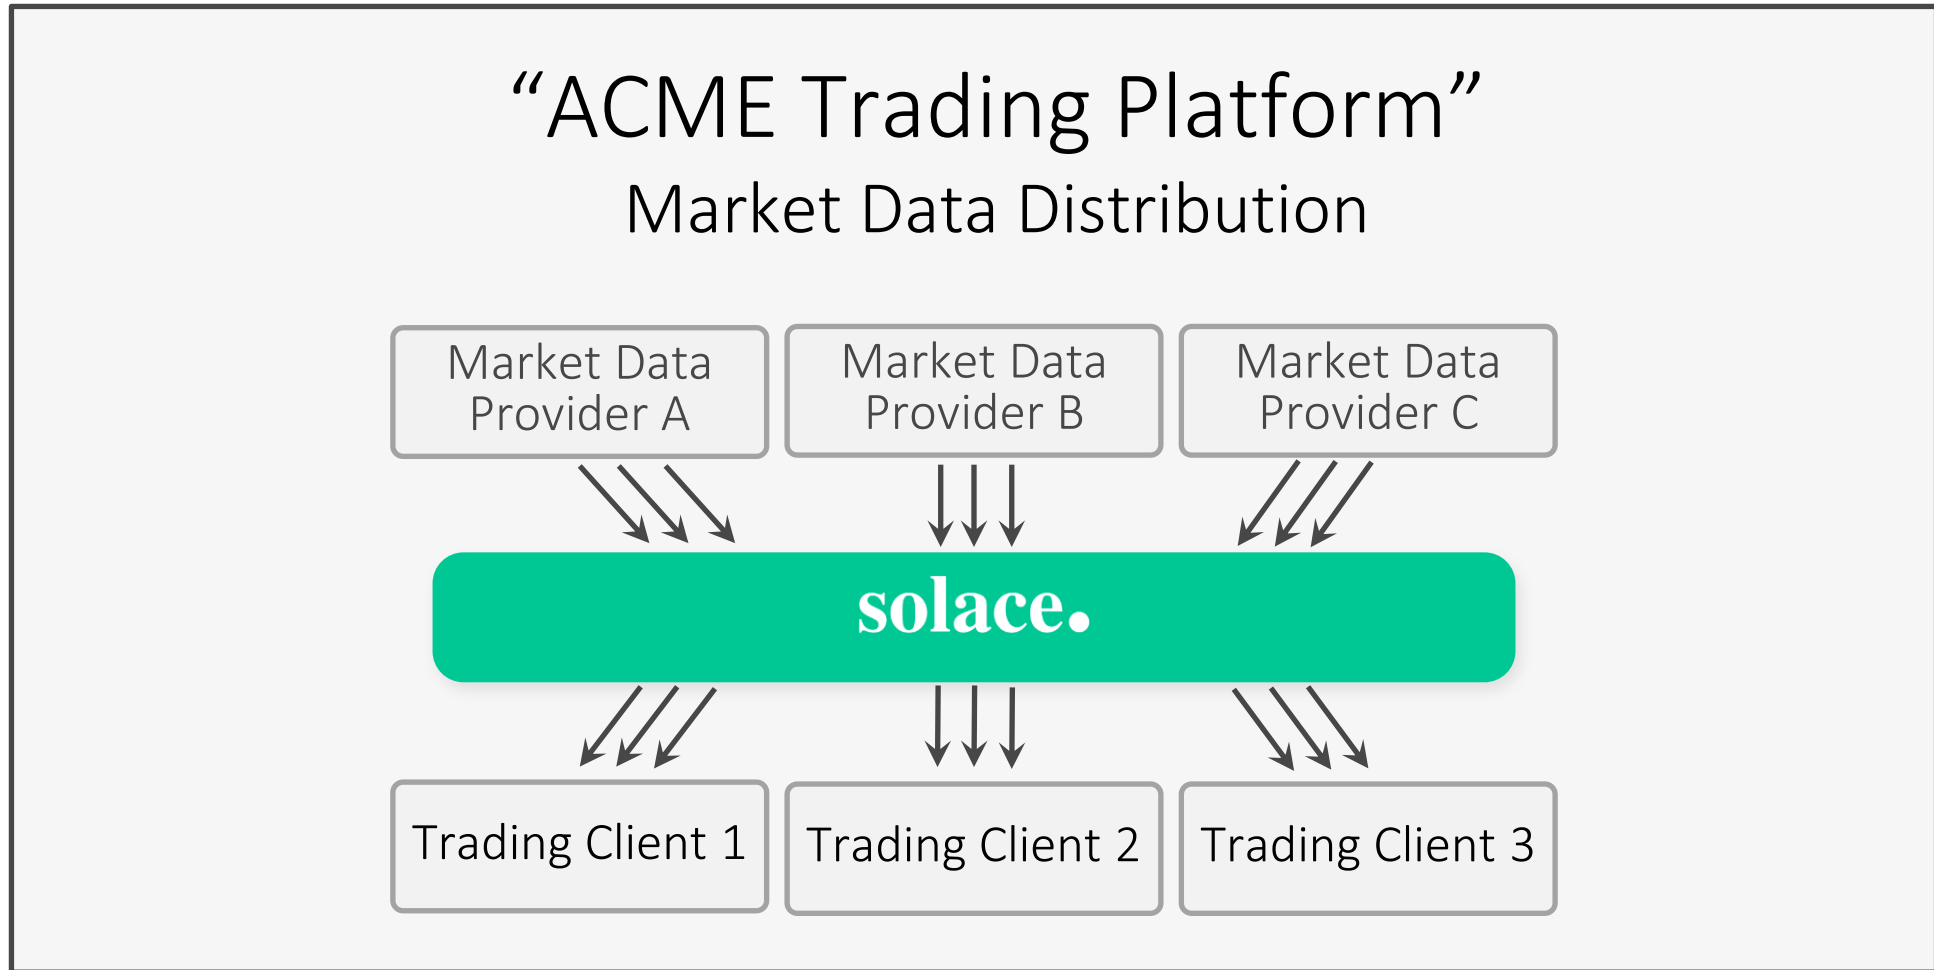 “ACME Trading Platform”
Market Data Distribution
Market Data
Provider A
Market Data
Provider B
Market Data
Provider C
solace.
Trading Client 1
Trading Client 2
Trading Client 3